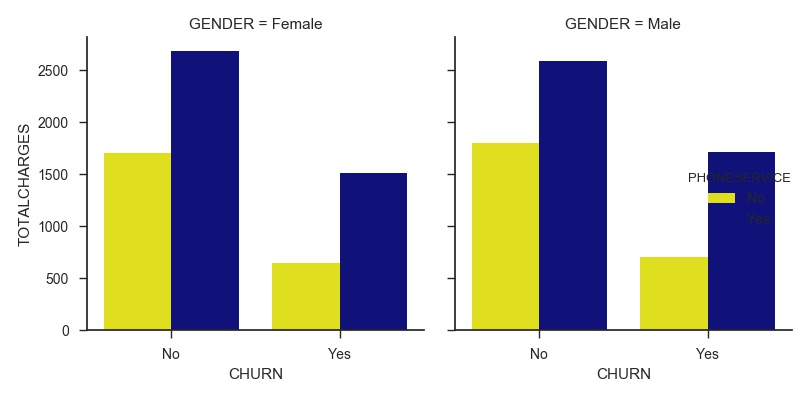 GENDER = Female
GENDER = Male
TOTALCHARGES
2500
2000
1500
1000
500
0
No
Yes
No
Yes
CHURN
CHURN
PHONESERVICE
No
Yes